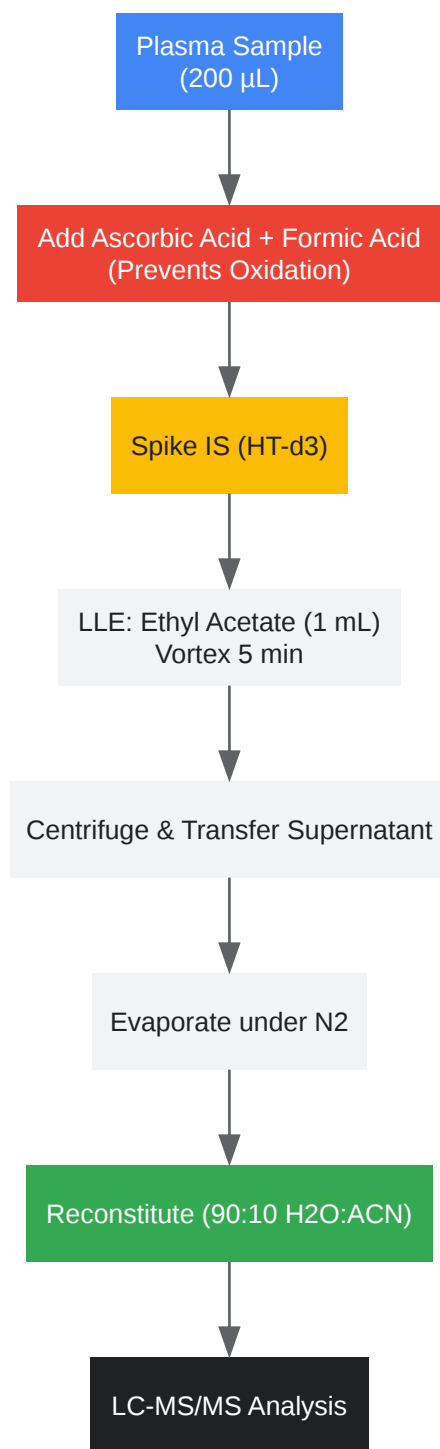 Plasma Sample
(200 µL)
Add Ascorbic Acid + Formic Acid
(Prevents Oxidation)
Spike IS (HT-d3)
LLE: Ethyl Acetate (1 mL)
Vortex 5 min
Centrifuge & Transfer Supernatant
Evaporate under N2
Reconstitute (90:10 H2O:ACN)
LC-MS/MS Analysis